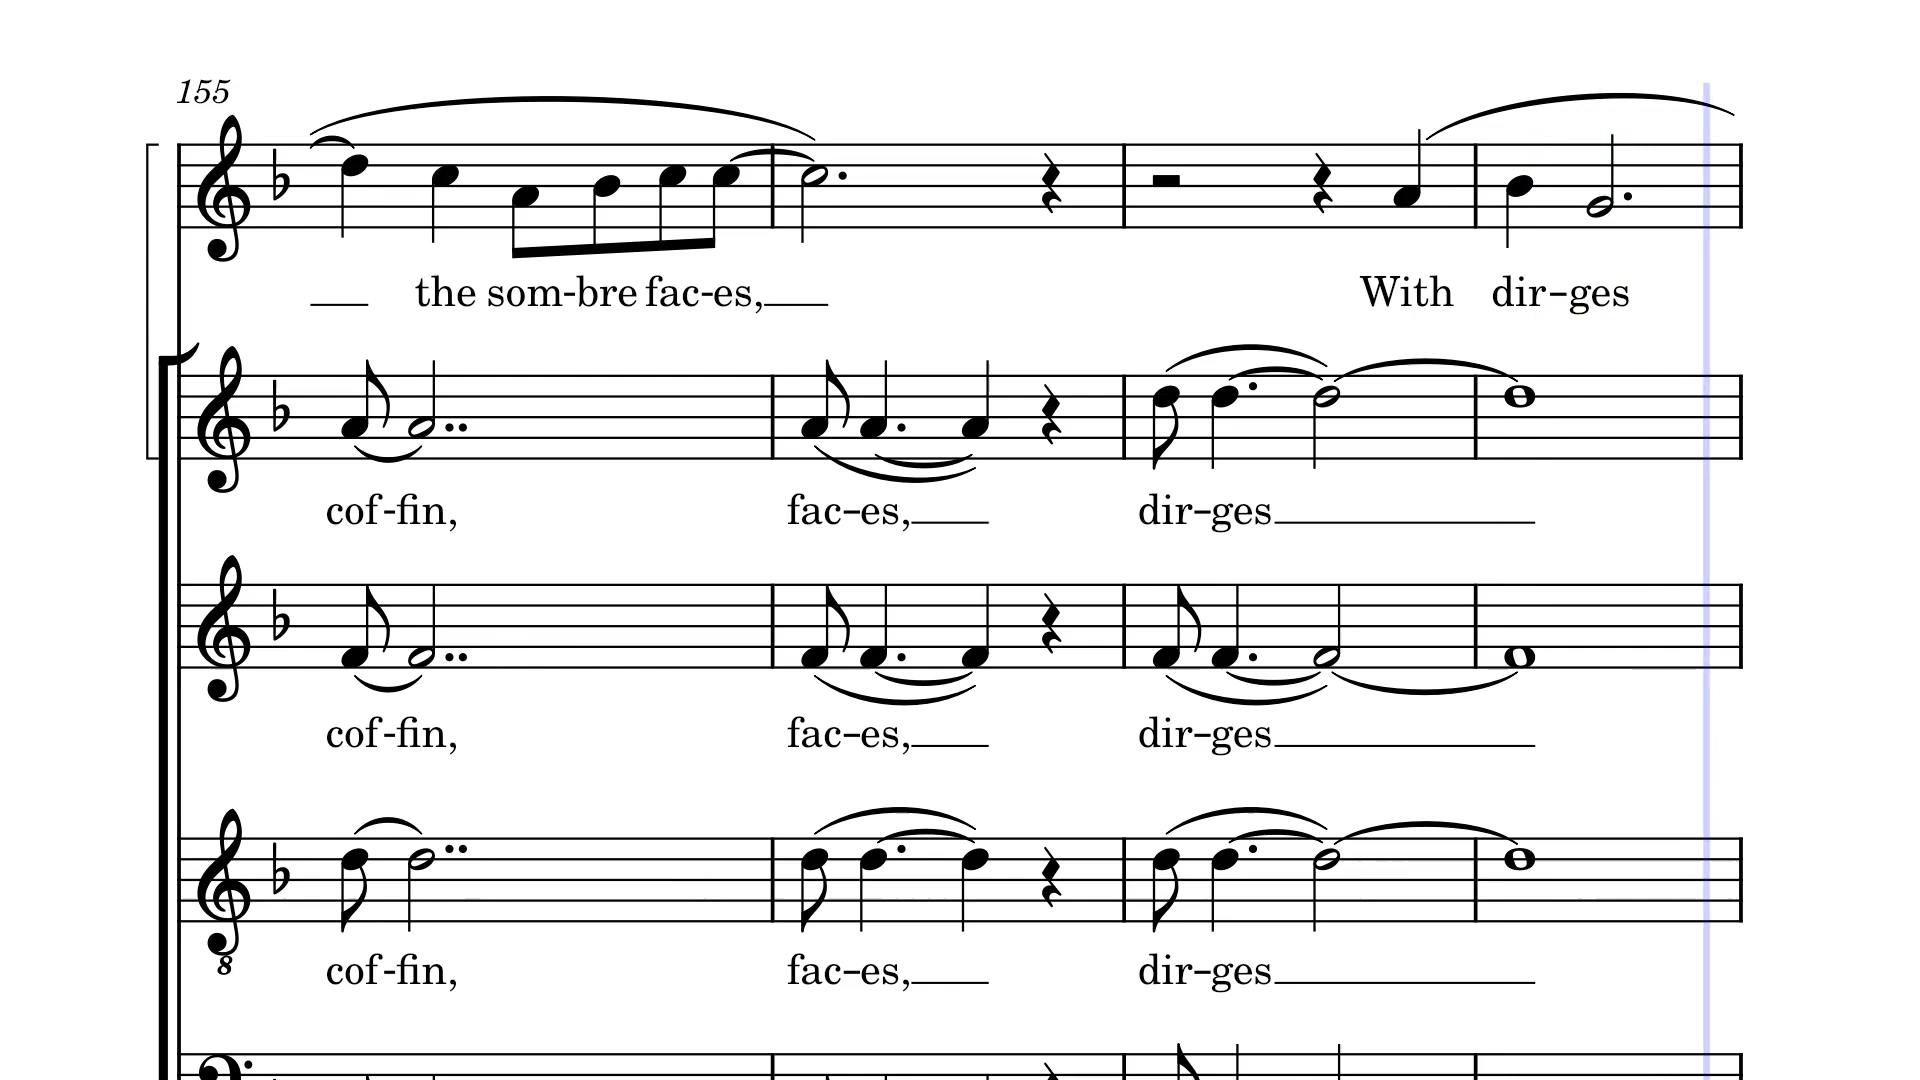 155
the som-bre fac-es,
With dir-ges
cof-fin, fac-es, dir-ges
cof-fin, fac-es, dir-ges
8
cof-fin, fac-es, dir-ges